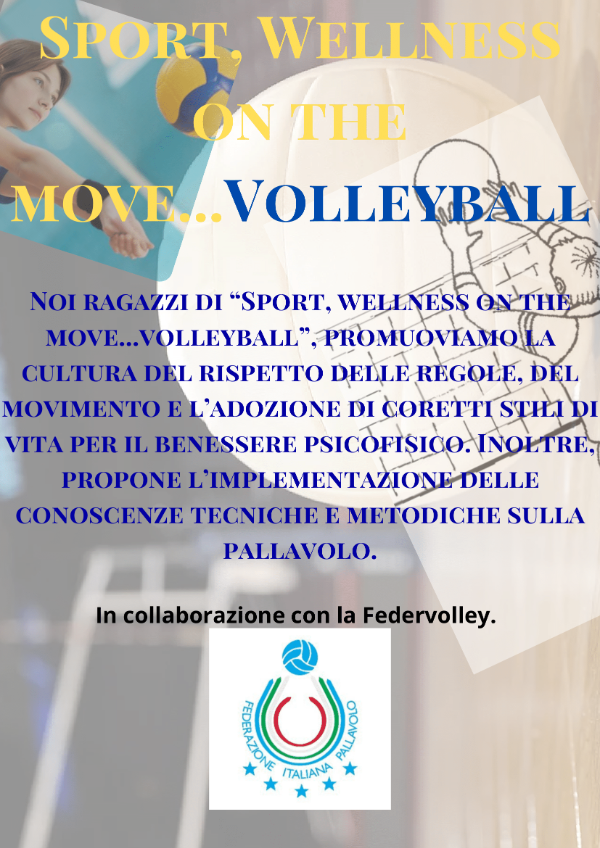 Sport, Wellness
on the
move...Volleyball
Noi ragazzi di “Sport, wellness on the
move...volleyball”, promuoviamo la
cultura del rispetto delle regole, del
movimento e l’adozione di coretti stili di
vita per il benessere psicofisico. Inoltre,
propone l’implementazione delle
conoscenze tecniche e metodiche sulla
pallavolo.
In collaborazione con la Federvolley.
FEDERAZIONE ITALIANA PALLAVOLO